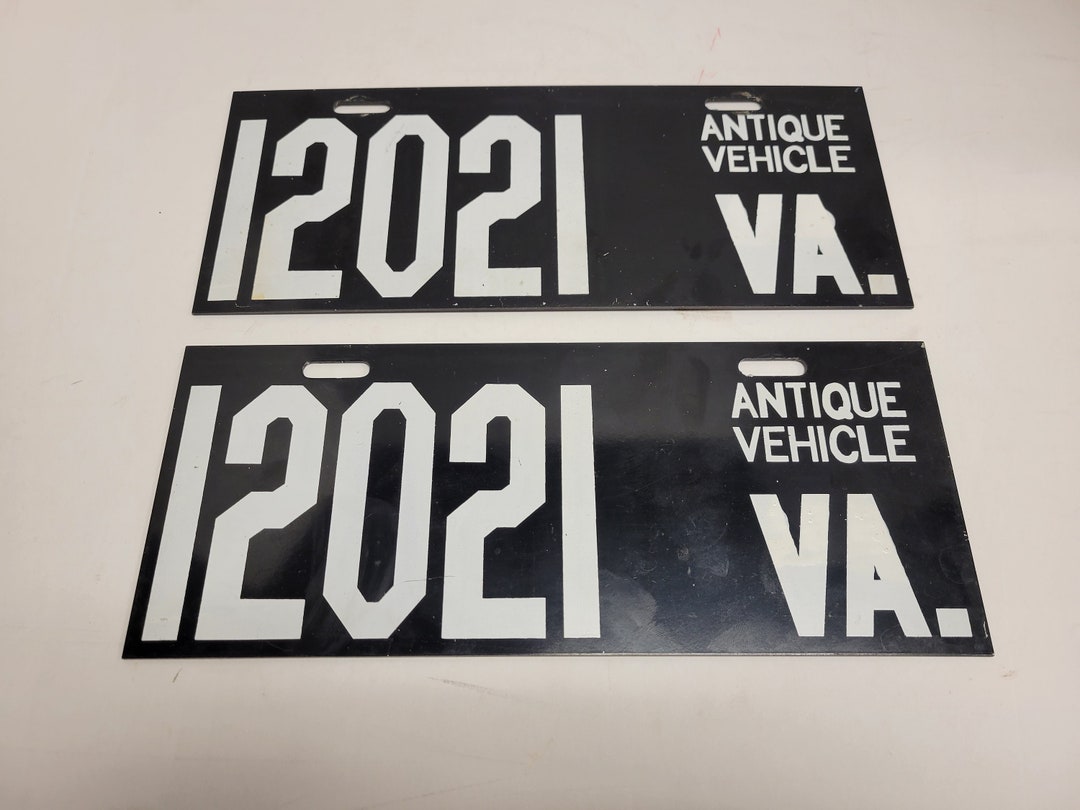 12021
ANTIQUE
VEHICLE
VA.
12021
ANTIQUE
VEHICLE
VA.